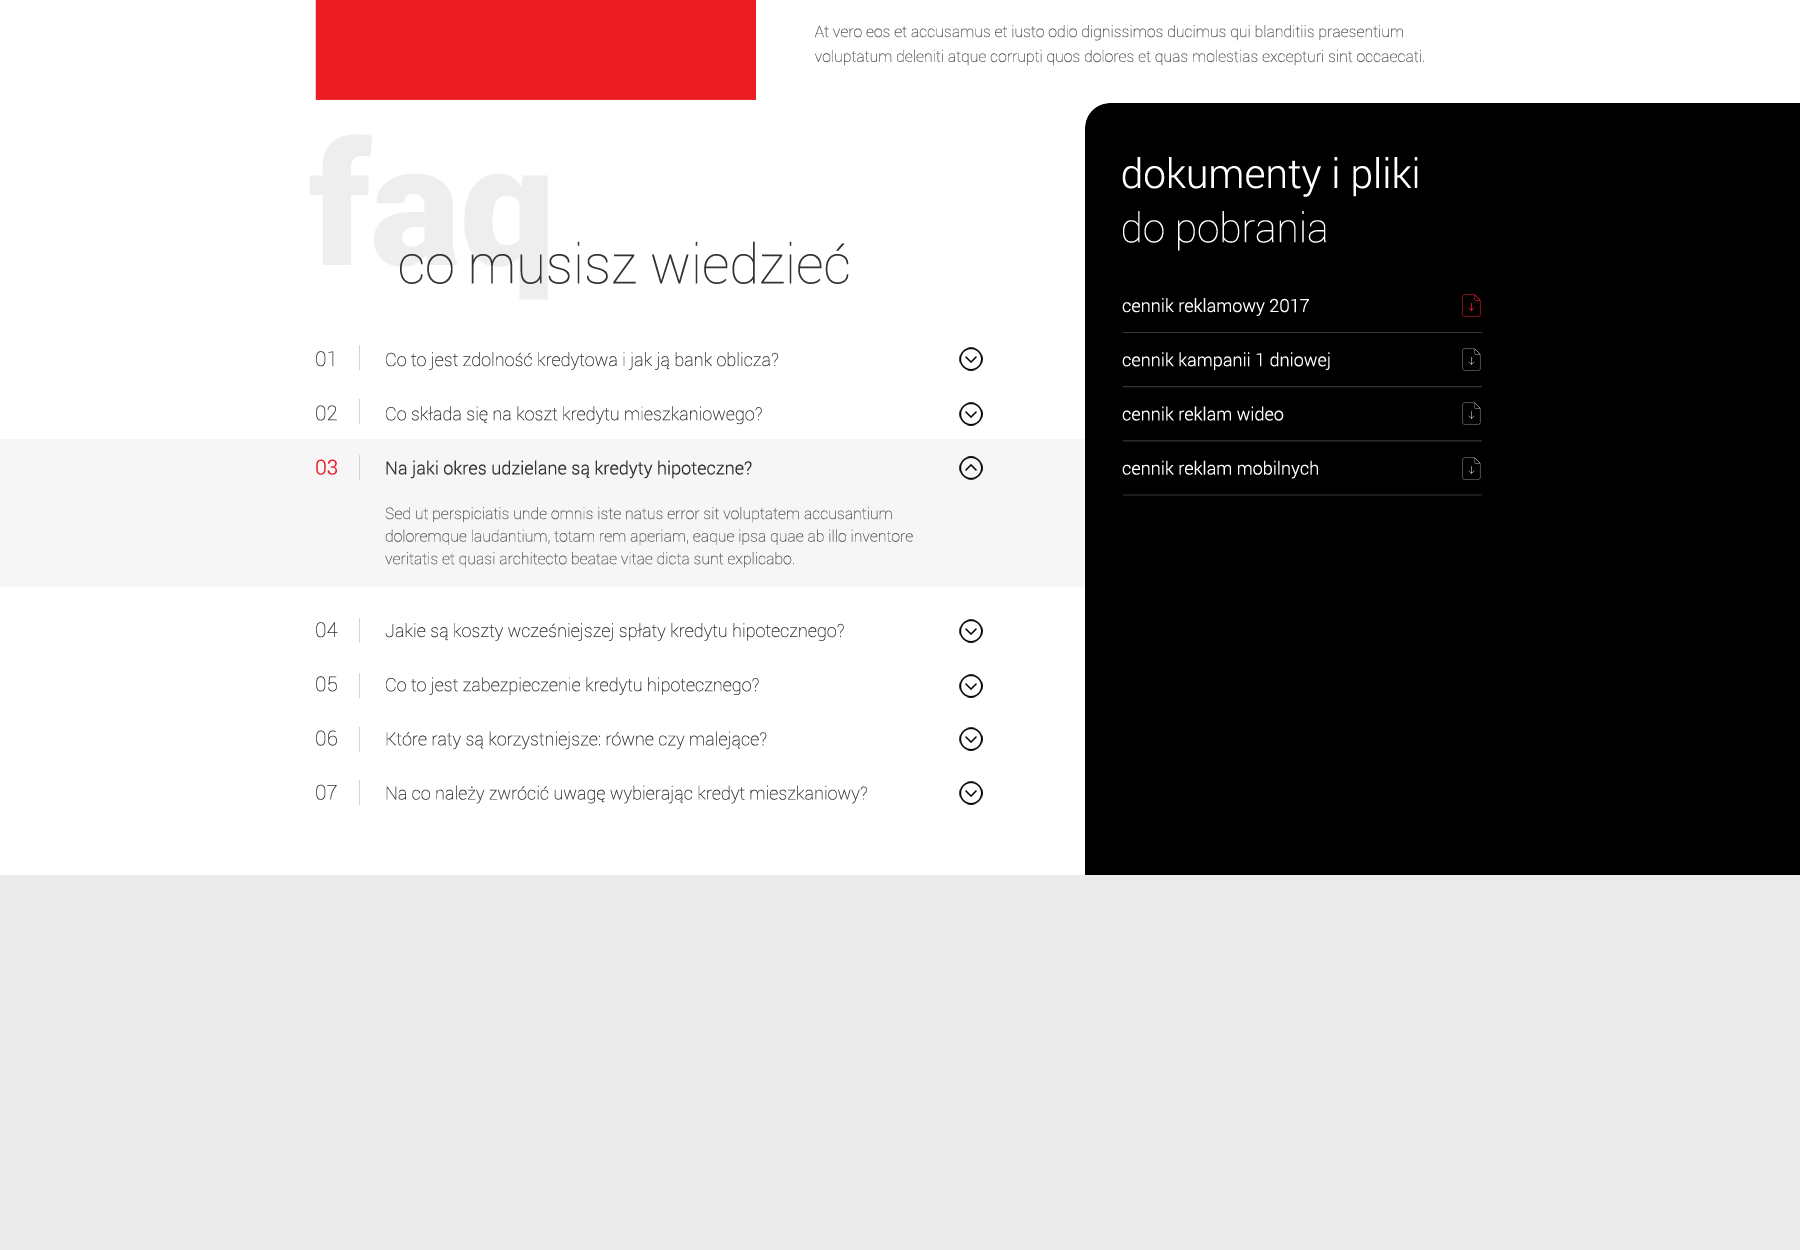 At vero eos et accusamus et iusto odio dignissimos ducimus qui blanditiis praesentium
voluptatum deleniti atque corrupti quos dolores et quas molestias excepturi sint occaecati.
faq
co musisz wiedzieć
01 Co to jest zdolność kredytowa i jak ją bank oblicza?
02 Co składa się na koszt kredytu mieszkaniowego?
03 Na jaki okres udzielane są kredyty hipoteczne?
Sed ut perspiciatis unde omnis iste natus error sit voluptatem accusantium
doloremque laudantium, totam rem aperiam, eaque ipsa quae ab illo inventore
veritatis et quasi architecto beatae vitae dicta sunt explicabo.
04 Jakie są koszty wcześniejszej spłaty kredytu hipotecznego?
05 Co to jest zabezpieczenie kredytu hipotecznego?
06 Które raty są korzystniejsze: równe czy malejące?
07 Na co należy zwrócić uwagę wybierając kredyt mieszkaniowy?
dokumenty i pliki
do pobrania
cennik reklamowy 2017
cennik kampanii 1 dniowej
cennik reklam wideo
cennik reklam mobilnych